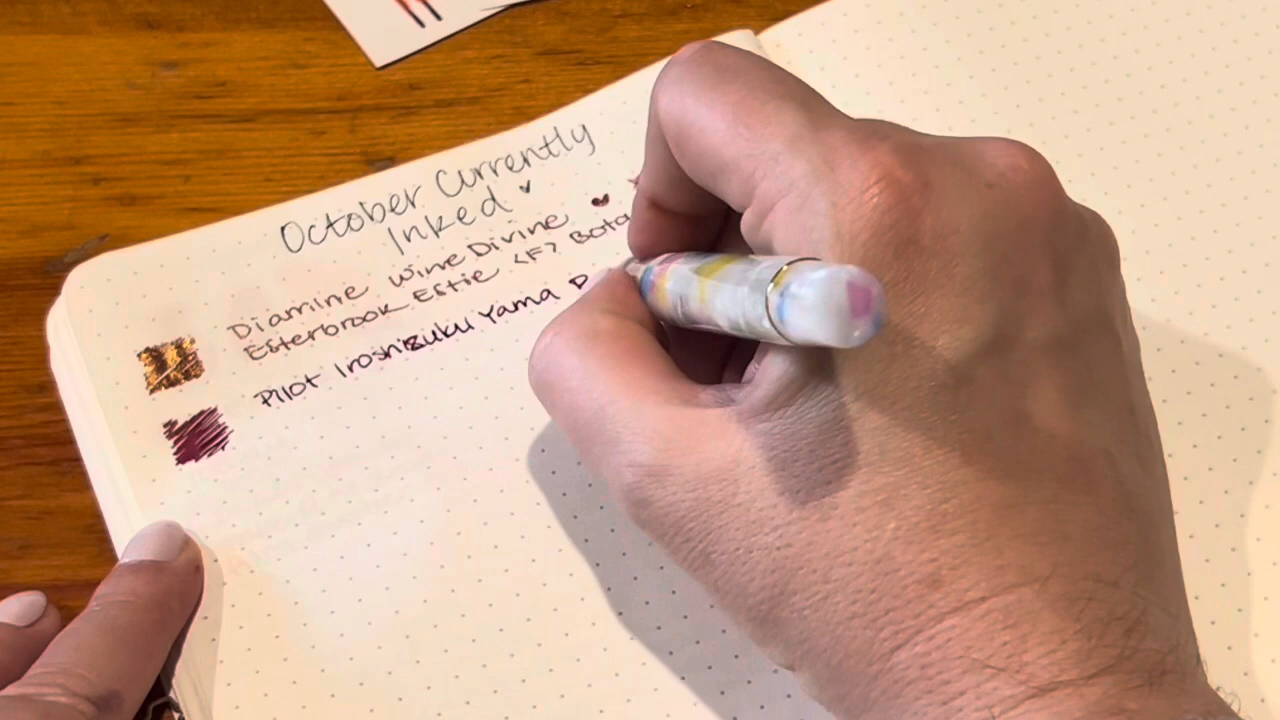 October Currently
Inked
Diamine Wine Divine
Esterbrook Estie <F> Bota
Pilot Iroshizuku Yama B